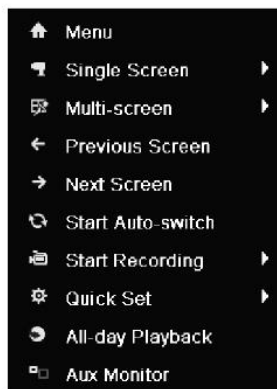 Menu
Single Screen
Multi-screen
Previous Screen
Next Screen
Start Auto-switch
Start Recording
Quick Set
All-day Playback
Aux Monitor